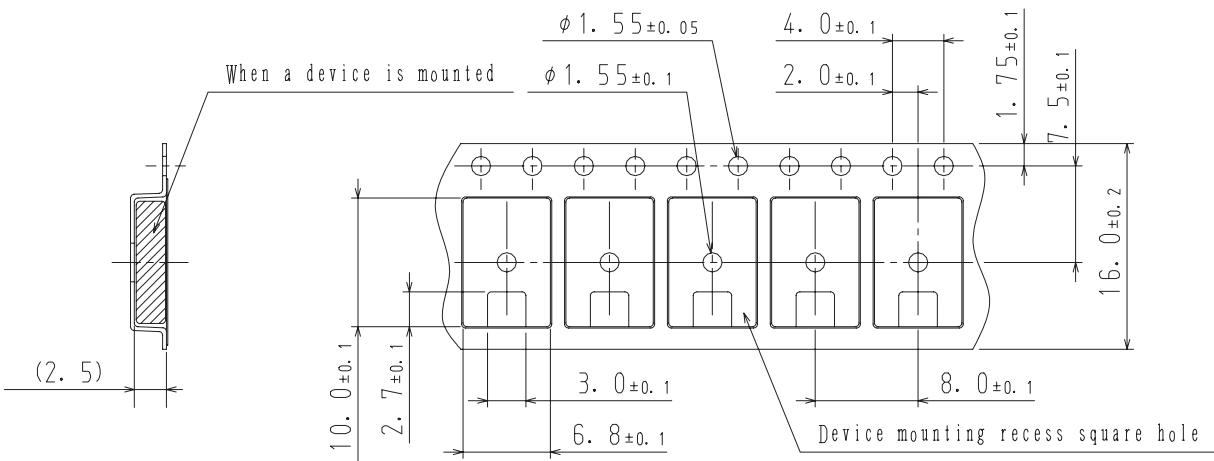 φ1.55±0.05
4.0±0.1
When a device is mounted
φ1.55±0.1
2.0±0.1
1.75±0.1
7.5±0.1
16.0±0.2
(2.5)
10.0±0.1
2.7±0.1
3.0±0.1
8.0±0.1
6.8±0.1
Device mounting recess square hole